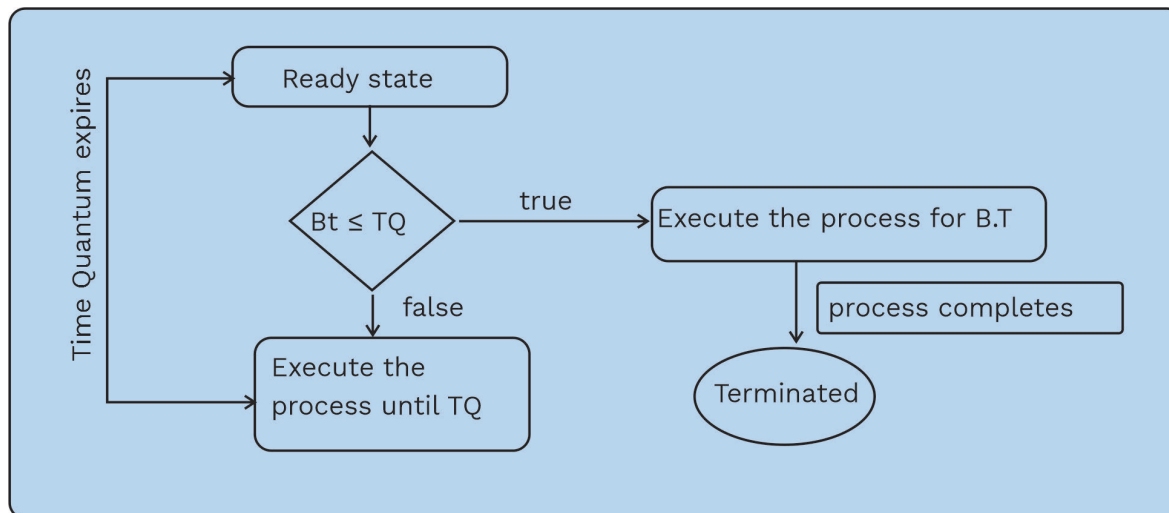 Time Quantum expires
Ready state
Bt ≤ TQ
true
Execute the process for B.T
false
process completes
Execute the
process until TQ
Terminated